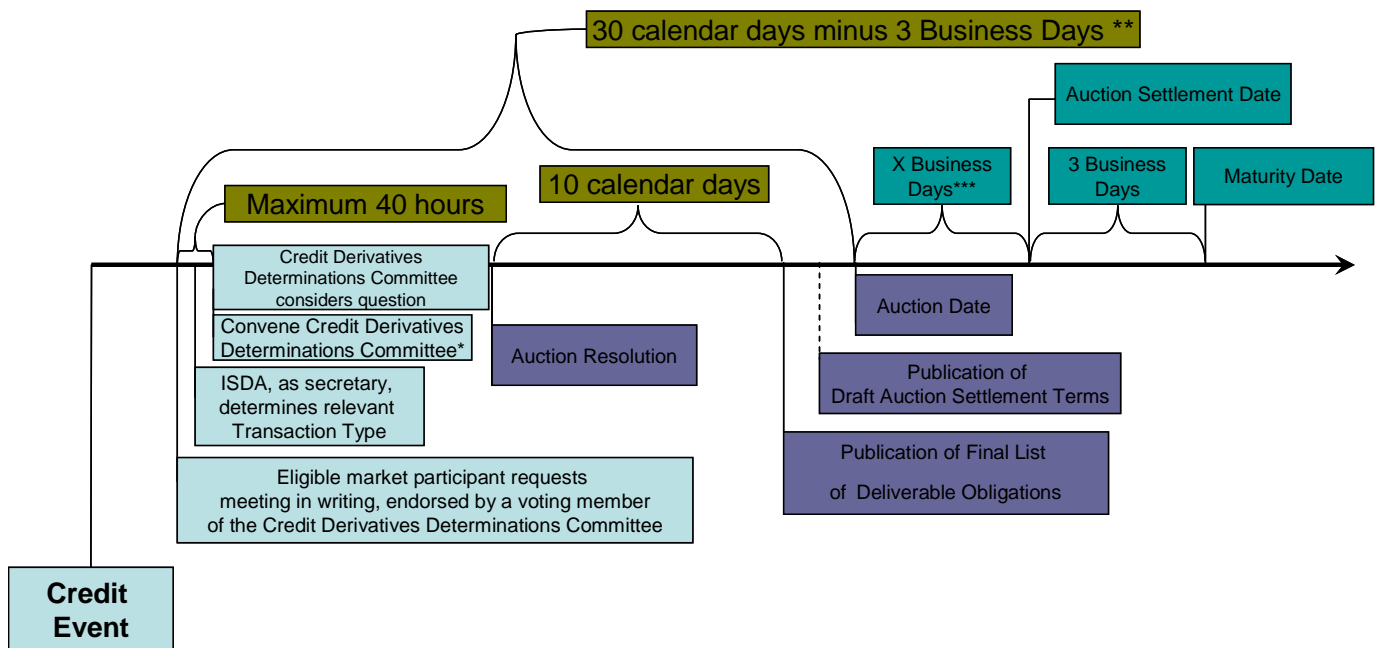 30 calendar days minus 3 Business Days **
Auction Settlement Date
X Business
Days***
3 Business
Days
Maturity Date
10 calendar days
Maximum 40 hours
Credit Derivatives
Determinations Committee
considers question
Convene Credit Derivatives
Determinations Committee*
ISDA, as secretary,
determines relevant
Transaction Type
Eligible market participant requests
meeting in writing, endorsed by a voting member
of the Credit Derivatives Determinations Committee
Auction Resolution
Auction Date
Publication of
Draft Auction Settlement Terms
Publication of Final List
of Deliverable Obligations
Credit
Event